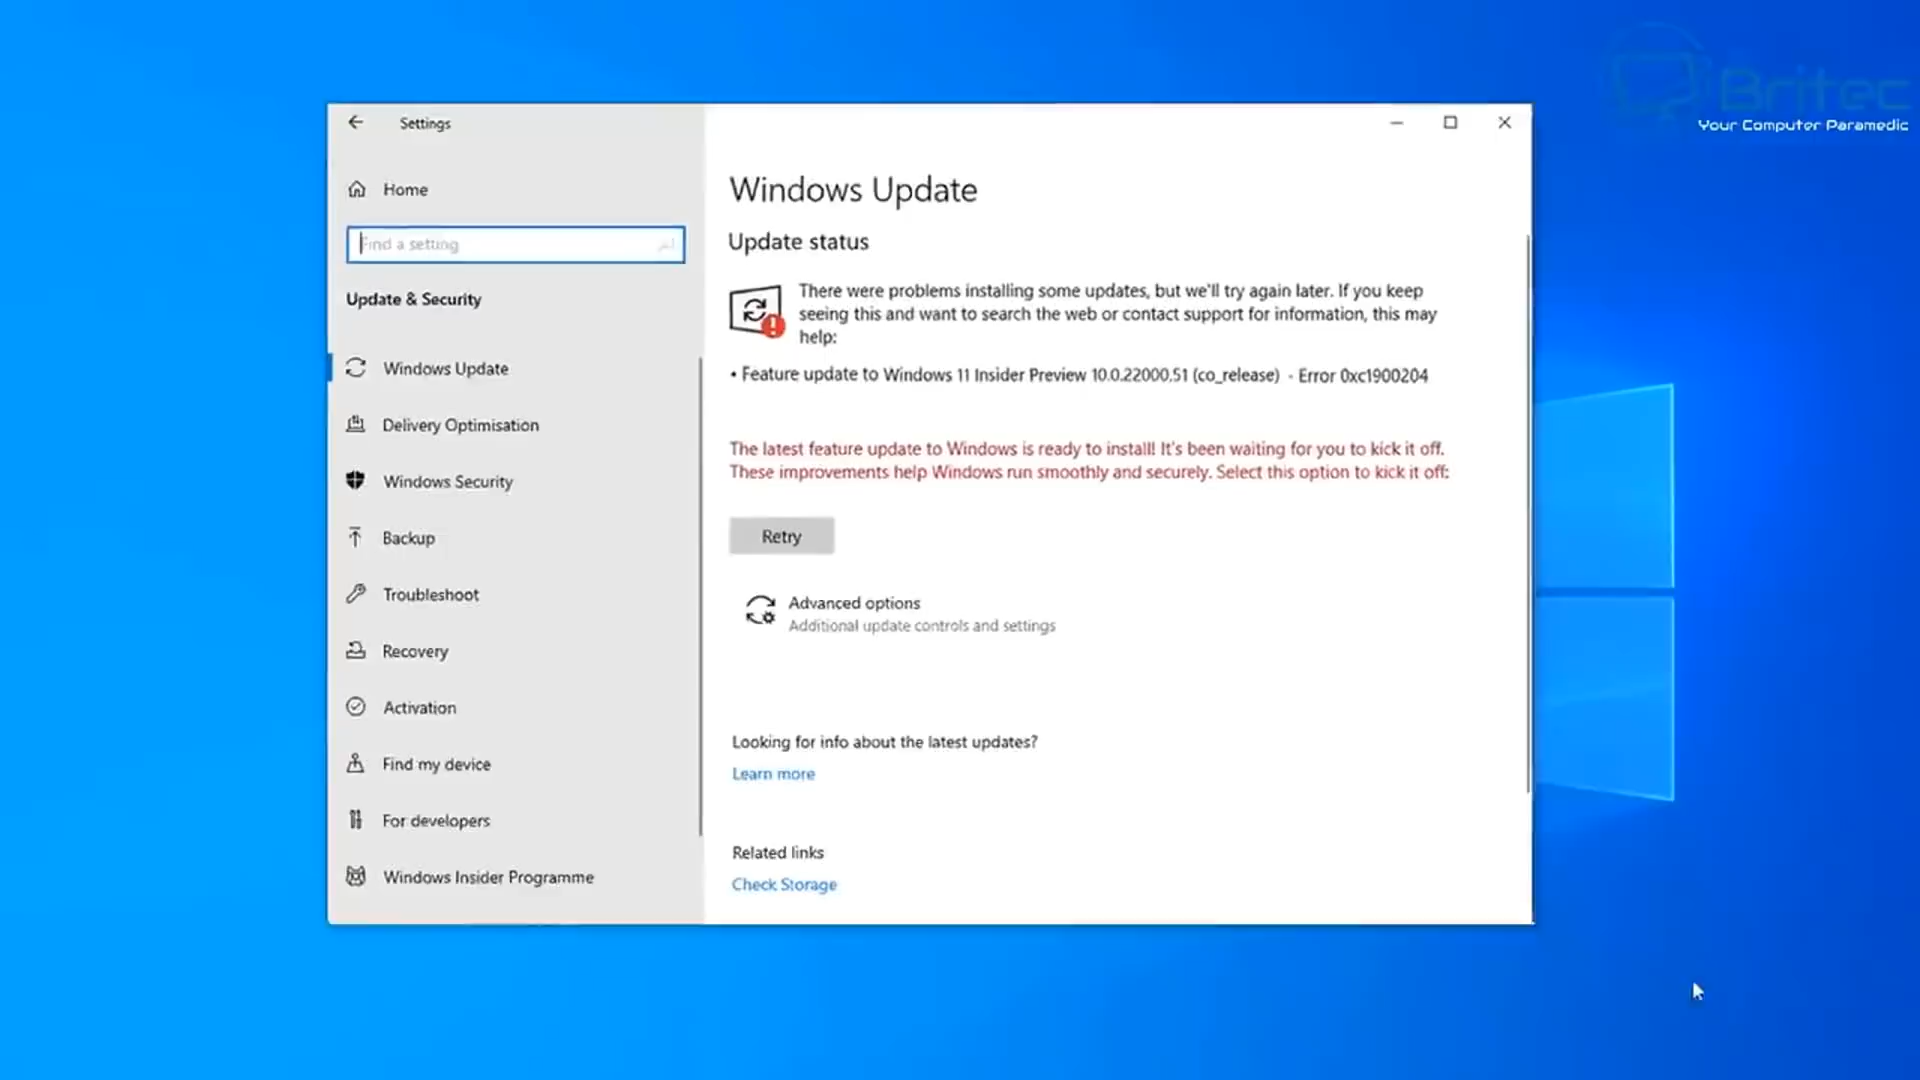 Britec
Your Computer Paramedic
Settings
Home
Find a setting
Update & Security
Windows Update
Delivery Optimisation
Windows Security
Backup
Troubleshoot
Recovery
Activation
Find my device
For developers
Windows Insider Programme
Windows Update
Update status
There were problems installing some updates, but we'll try again later. If you keep
seeing this and want to search the web or contact support for information, this may
help:
• Feature update to Windows 11 Insider Preview 10.0.22000.51 (co_release) - Error 0xc1900204
The latest feature update to Windows is ready to install! It's been waiting for you to kick it off.
These improvements help Windows run smoothly and securely. Select this option to kick it off:
Retry
Advanced options
Additional update controls and settings
Looking for info about the latest updates?
Learn more
Related links
Check Storage